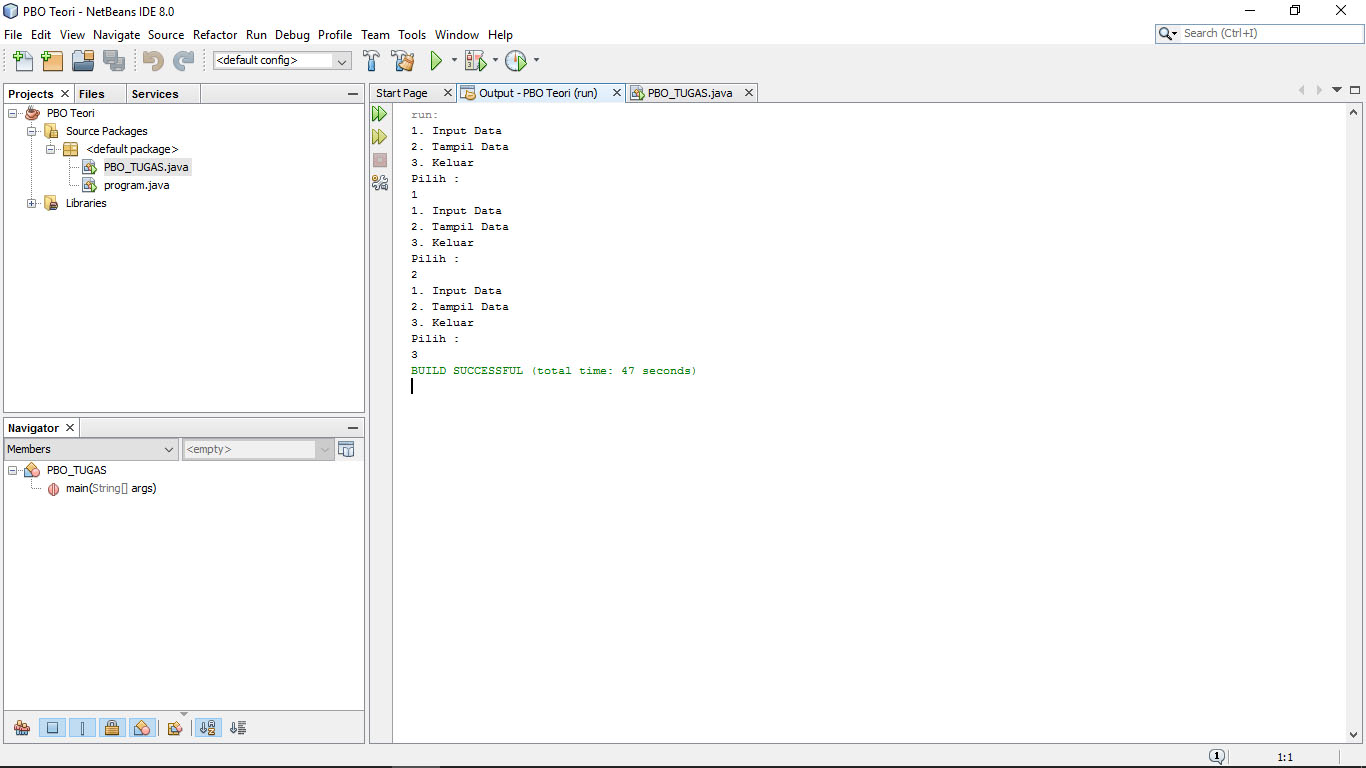 PBO Teori - NetBeans IDE 8.0
File Edit View Navigate Source Refactor Run Debug Profile Team Tools Window Help
Search (Ctrl+I)
<default config>
Projects Files Services
PBO Teori
Source Packages
<default package>
PBO_TUGAS.java
program.java
Libraries
Navigator
Members <empty>
PBO_TUGAS
main(String[] args)
Start Page Output - PBO Teori (run) PBO_TUGAS.java
run:
1. Input Data
2. Tampil Data
3. Keluar
Pilih :
1
1. Input Data
2. Tampil Data
3. Keluar
Pilih :
2
1. Input Data
2. Tampil Data
3. Keluar
Pilih :
3
BUILD SUCCESSFUL (total time: 47 seconds)
1 1:1